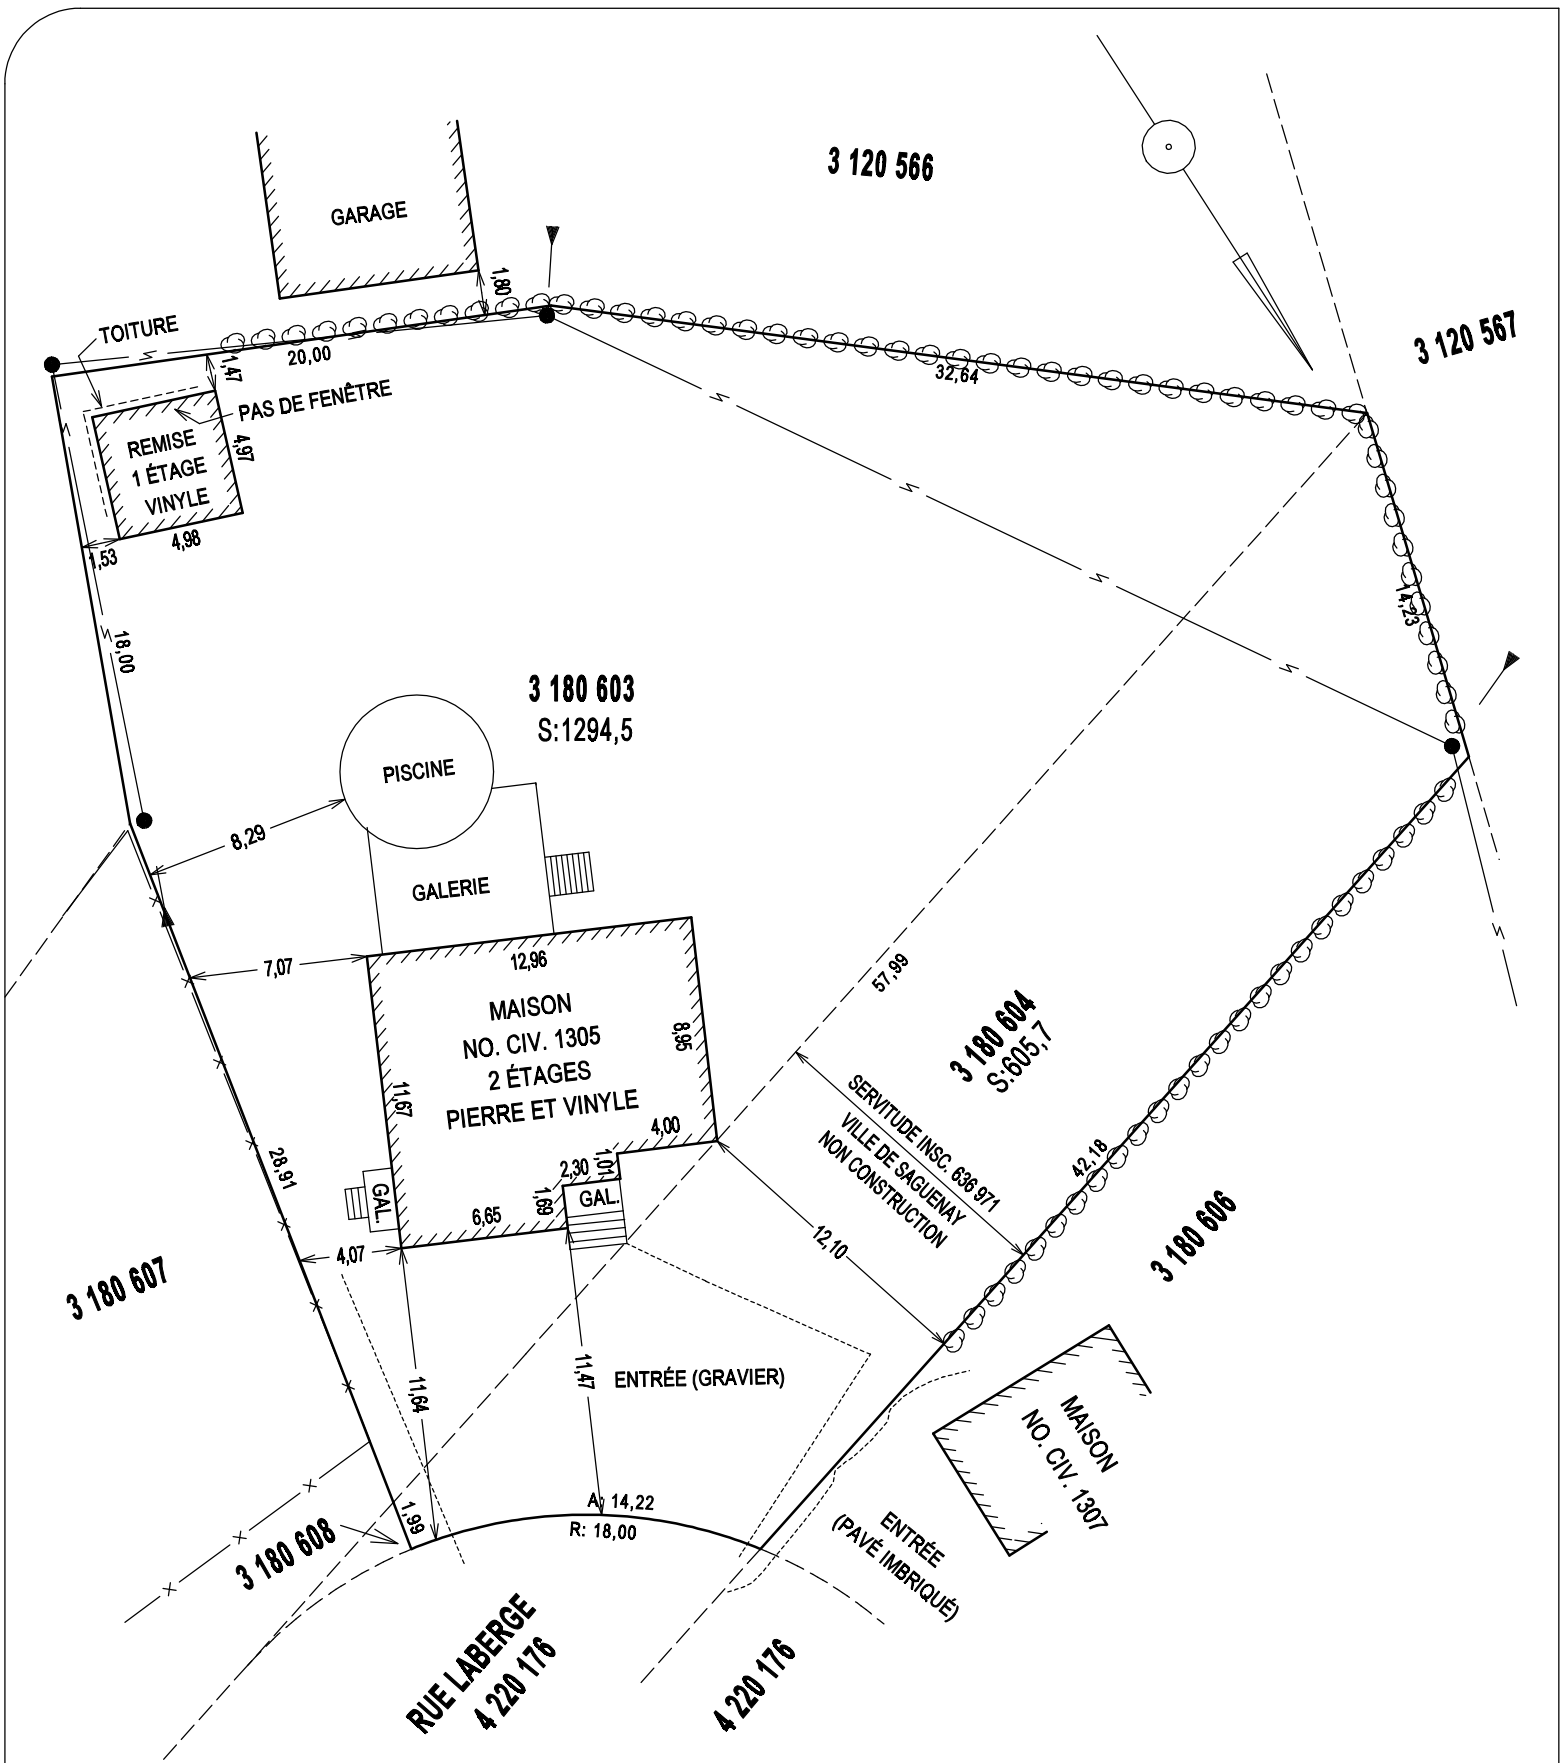 3 120 566
GARAGE
1,80
TOITURE
20,00
1,47
3 120 567
32,64
PAS DE FENÊTRE
REMISE
1 ÉTAGE
VINYLE
4,97
4,98
1,53
14,23
18,00
3 180 603
S:1294,5
PISCINE
8,29
GALERIE
7,07
12,96
57,99
MAISON
NO. CIV. 1305
2 ÉTAGES
PIERRE ET VINYLE
8,95
11,67
3 180 604
S:605,7
SERVITUDE INSC. 636 971
VILLE DE SAGUENAY
NON CONSTRUCTION
4,00
1,01
2,30
1,69
GAL.
GAL.
6,65
28,91
42,18
12,10
4,07
3 180 607
3 180 606
11,64
11,47
ENTRÉE (GRAVIER)
MAISON
NO. CIV. 1307
A: 14,22
R: 18,00
1,99
3 180 608
ENTRÉE
(PAVÉ IMBRIQUÉ)
RUE LABERGE
4 220 176
4 220 176